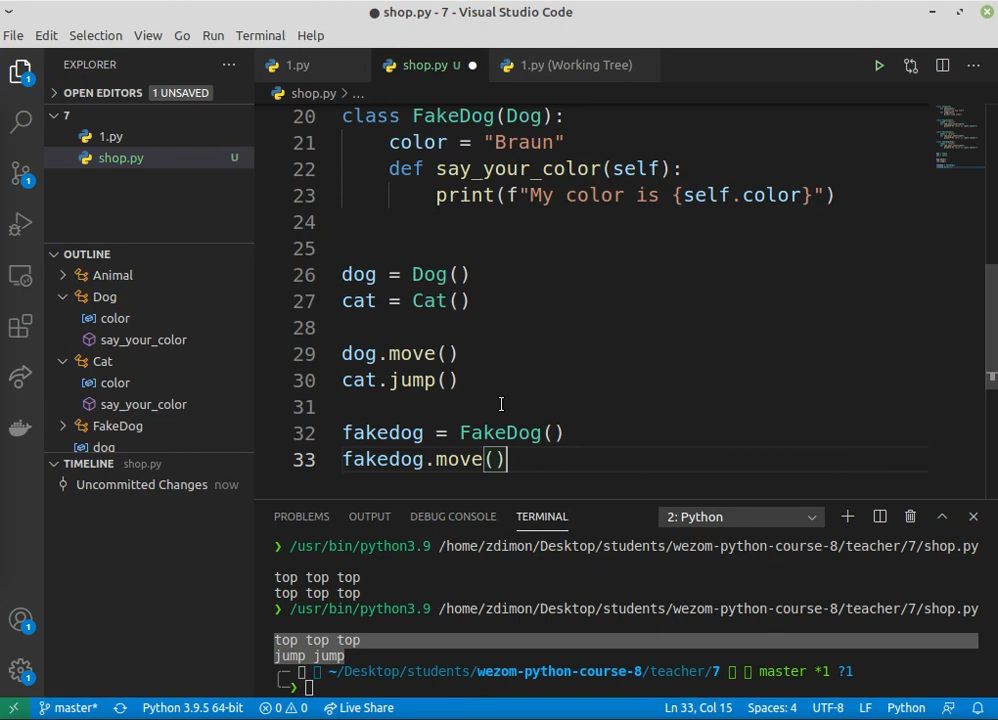 shop.py - 7 - Visual Studio Code
File Edit Selection View Go Run Terminal Help
EXPLORER
1.py
shop.py U
1.py (Working Tree)
OPEN EDITORS 1 UNSAVED
shop.py > ...
7
1.py
shop.py U
20 class FakeDog(Dog):
21 color = "Braun"
22 def say_your_color(self):
23 print(f"My color is {self.color}")
24
25
26 dog = Dog()
27 cat = Cat()
28
29 dog.move()
30 cat.jump()
31
32 fakedog = FakeDog()
33 fakedog.move()
OUTLINE
Animal
Dog
color
say_your_color
Cat
color
say_your_color
FakeDog
dog
TIMELINE shop.py
Uncommitted Changes now
PROBLEMS OUTPUT DEBUG CONSOLE TERMINAL 2: Python
❯ /usr/bin/python3.9 /home/zdimon/Desktop/students/wezom-python-course-8/teacher/7/shop.py
top top top
top top top
❯ /usr/bin/python3.9 /home/zdimon/Desktop/students/wezom-python-course-8/teacher/7/shop.py
top top top
jump jump
~/Desktop/students/wezom-python-course-8/teacher/7 master *1 ?1
master* Python 3.9.5 64-bit 0 0 Live Share Ln 33, Col 15 Spaces: 4 UTF-8 LF Python